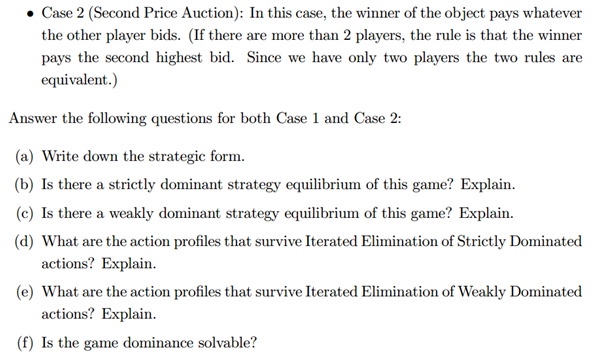 • Case 2 (Second Price Auction): In this case, the winner of the object pays whatever
the other player bids. (If there are more than 2 players, the rule is that the winner
pays the second highest bid. Since we have only two players the two rules are
equivalent.)
Answer the following questions for both Case 1 and Case 2:
(a) Write down the strategic form.
(b) Is there a strictly dominant strategy equilibrium of this game? Explain.
(c) Is there a weakly dominant strategy equilibrium of this game? Explain.
(d) What are the action profiles that survive Iterated Elimination of Strictly Dominated
actions? Explain.
(e) What are the action profiles that survive Iterated Elimination of Weakly Dominated
actions? Explain.
(f) Is the game dominance solvable?